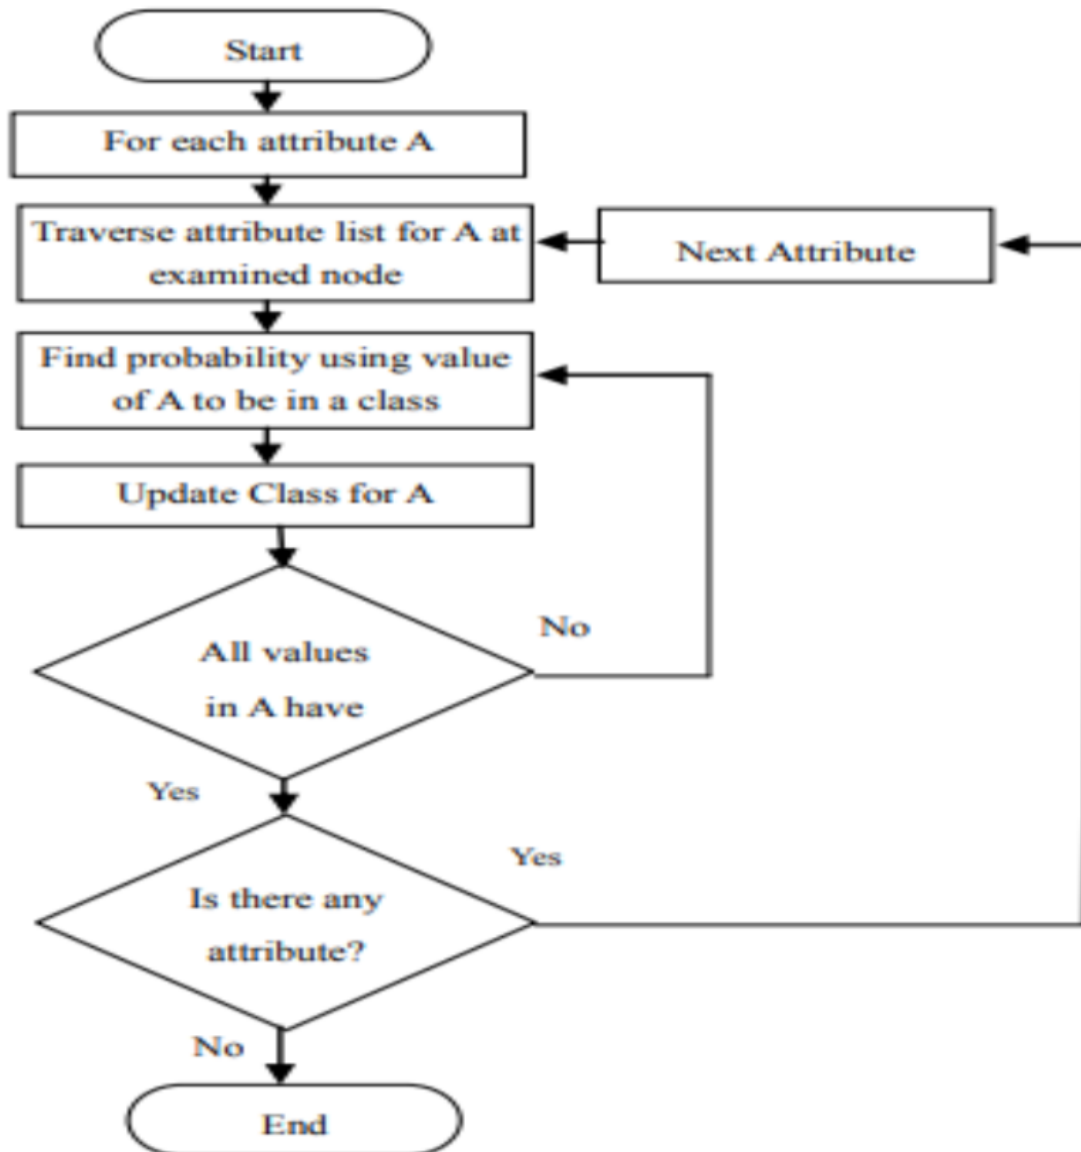 Start
For each attribute A
Traverse attribute list for A at
examined node
Next Attribute
Find probability using value
of A to be in a class
Update Class for A
No
All values
in A have
Yes
Yes
Is there any
attribute?
No
End